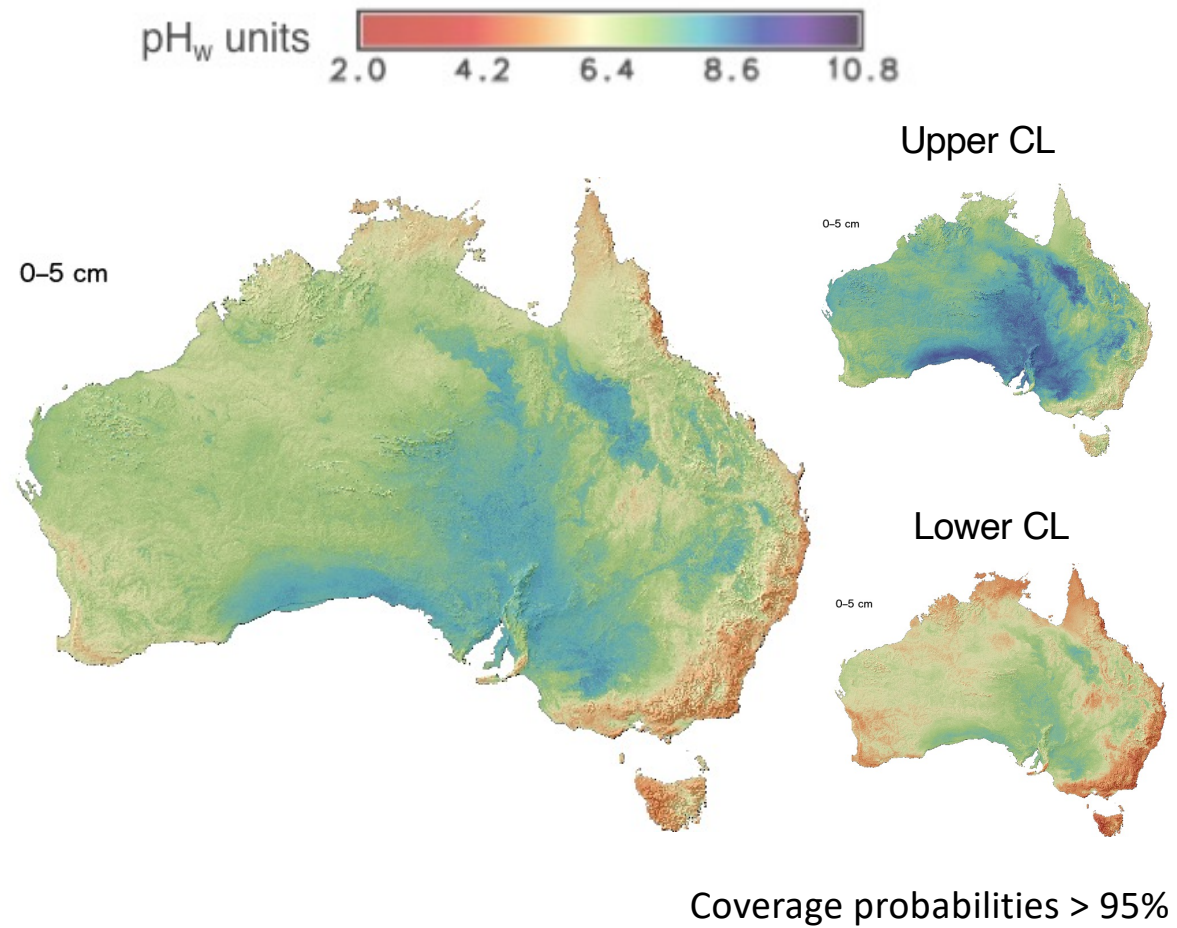 pHw units
2.0 4.2 6.4 8.6 10.8
Upper CL
0–5 cm
0–5 cm
Lower CL
0–5 cm
Coverage probabilities > 95%